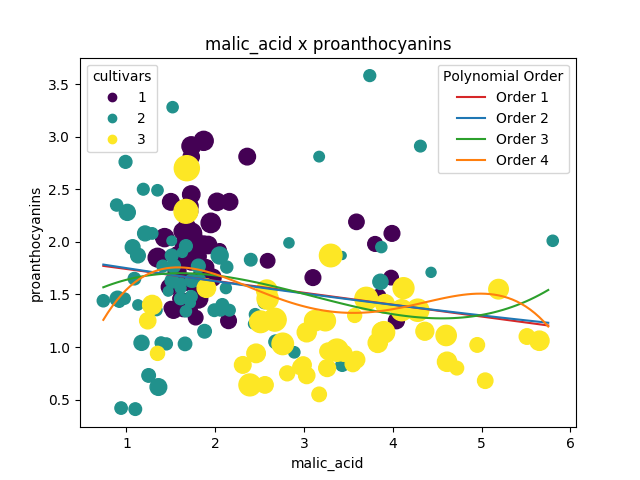 malic_acid x proanthocyanins
cultivars
1
2
3
Polynomial Order
Order 1
Order 2
Order 3
Order 4
proanthocyanins
3.5
3.0
2.5
2.0
1.5
1.0
0.5
1 2 3 4 5 6
malic_acid